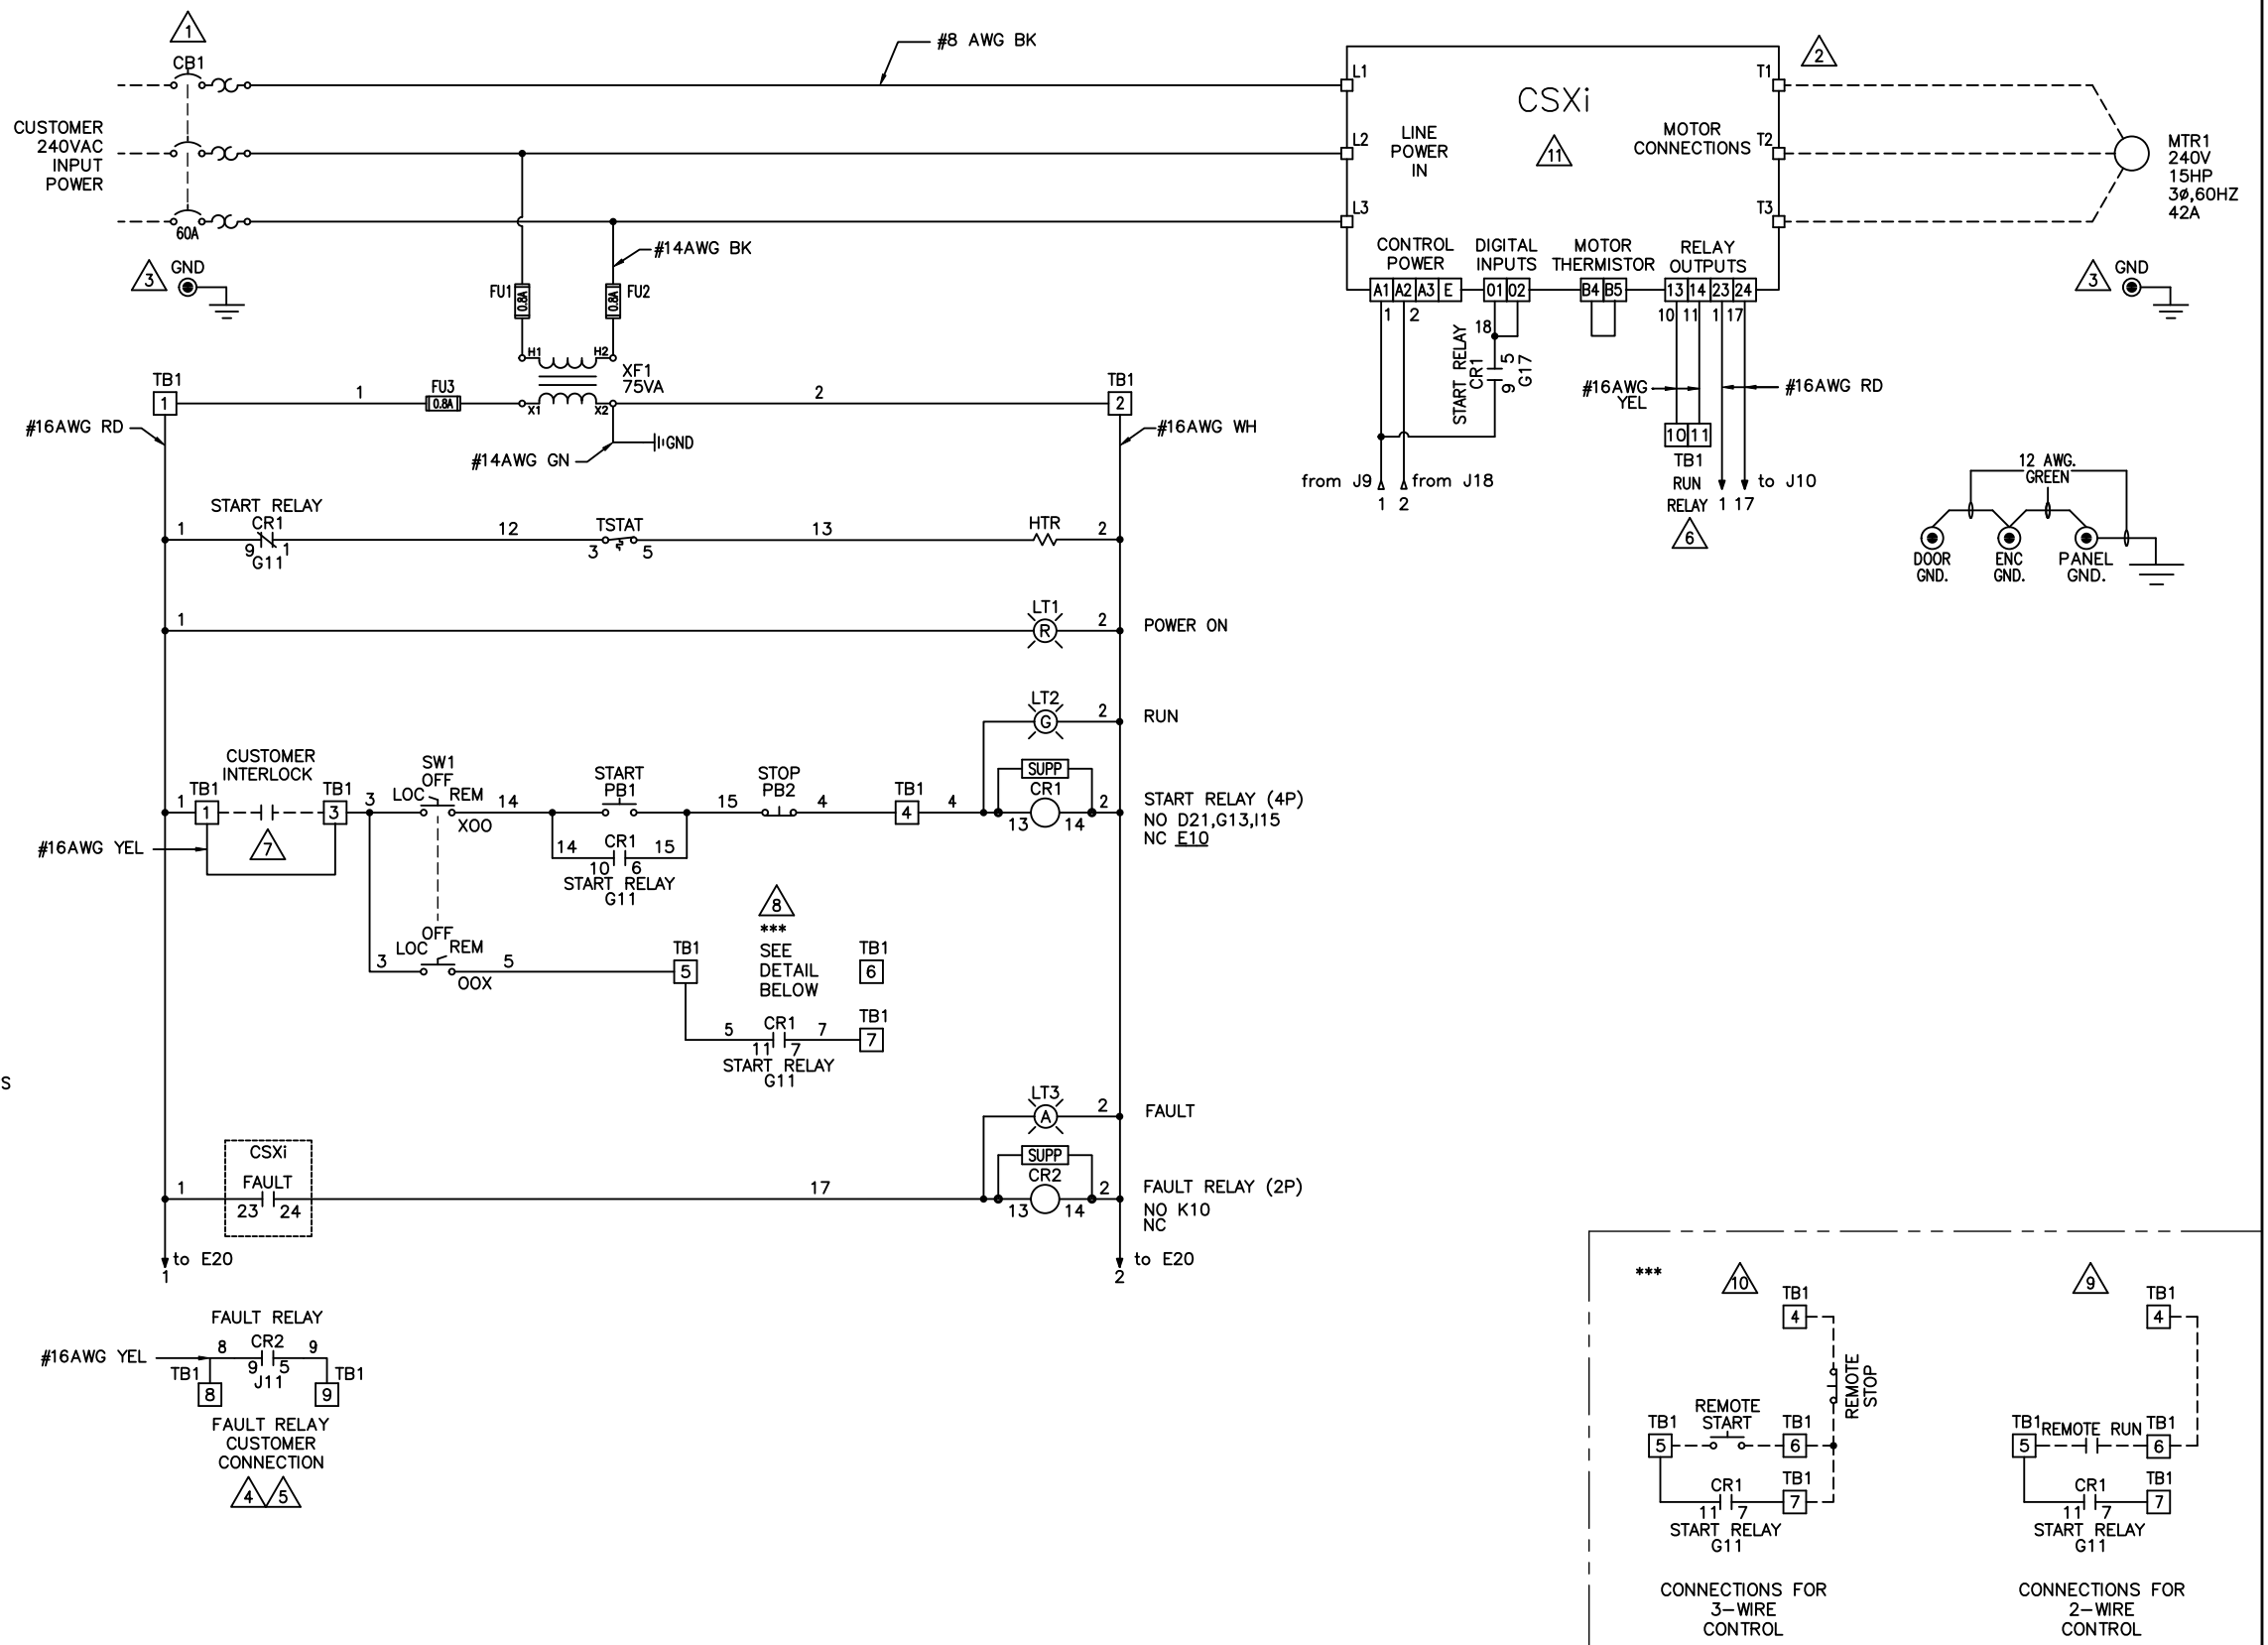 1
CB1
#8 AWG BK
CUSTOMER
240VAC
INPUT
POWER
60A
3
GND
L1
L2
L3
LINE
POWER
IN
CSXi
11
MOTOR
CONNECTIONS
T1
T2
T3
2
MTR1
240V
15HP
3ø,60HZ
42A
3
GND
#14AWG BK
FU1
0.8A
0.8A
FU2
H1
H2
XF1
75VA
X1
X2
CONTROL
POWER
DIGITAL
INPUTS
MOTOR
THERMISTOR
RELAY
OUTPUTS
A1 A2 A3 E
01 02
B4 B5
13 14 23 24
1 2
18
10 11 1 17
START RELAY
CR1
9 5
G17
#16AWG
YEL
#16AWG RD
10 11
TB1
RUN
RELAY
1 17
to J10
6
from J9
from J18
1 2
12 AWG.
GREEN
DOOR
GND.
ENC
GND.
PANEL
GND.
TB1
1
1
FU3
0.8A
2
TB1
2
#16AWG RD
#14AWG GN
GND
#16AWG WH
START RELAY
1 CR1 12 TSTAT 13 HTR 2
9 1 3 5
G11
1 LT1 2
R
POWER ON
LT2 2
G
RUN
CUSTOMER
INTERLOCK
1 TB1 TB1 3
1 3
7
#16AWG YEL
SW1
OFF
LOC REM 14
XOO
START
PB1
15
STOP
PB2
4
TB1
4
4
14 CR1 15
10 6
START RELAY
G11
SUPP
CR1
2
13 14
START RELAY (4P)
NO D21,G13,I15
NC E10
OFF
LOC REM
3 5
OOX
TB1
5
8
***
SEE
DETAIL
BELOW
TB1
6
5 CR1 7
11 7
START RELAY
G11
TB1
7
S
LT3 2
A
FAULT
CSXi
FAULT
1
23 24
17
SUPP
CR2
2
13 14
FAULT RELAY (2P)
NO K10
NC
to E20
1
to E20
2
FAULT RELAY
#16AWG YEL
8 CR2 9
9 5
J11
TB1 TB1
8 9
FAULT RELAY
CUSTOMER
CONNECTION
4 5
***
10
TB1
4
REMOTE
STOP
REMOTE
START
TB1 TB1
5 6
TB1
7
CR1
11 7
START RELAY
G11
CONNECTIONS FOR
3-WIRE
CONTROL
9
TB1
4
TB1 REMOTE RUN TB1
5 6
TB1
7
CR1
11 7
START RELAY
G11
CONNECTIONS FOR
2-WIRE
CONTROL